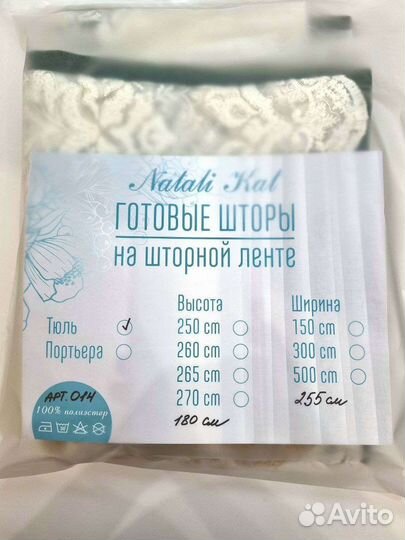 Natali Kal
ГОТОВЫЕ ШТОРЫ
на шторной ленте
Высота Ширина
Тюль ✓ 250 cm 150 cm
Портьера 260 cm 300 cm
265 cm 500 cm
270 cm 255 см
180 см
АРТ. 014
100% полиэстер
Avito